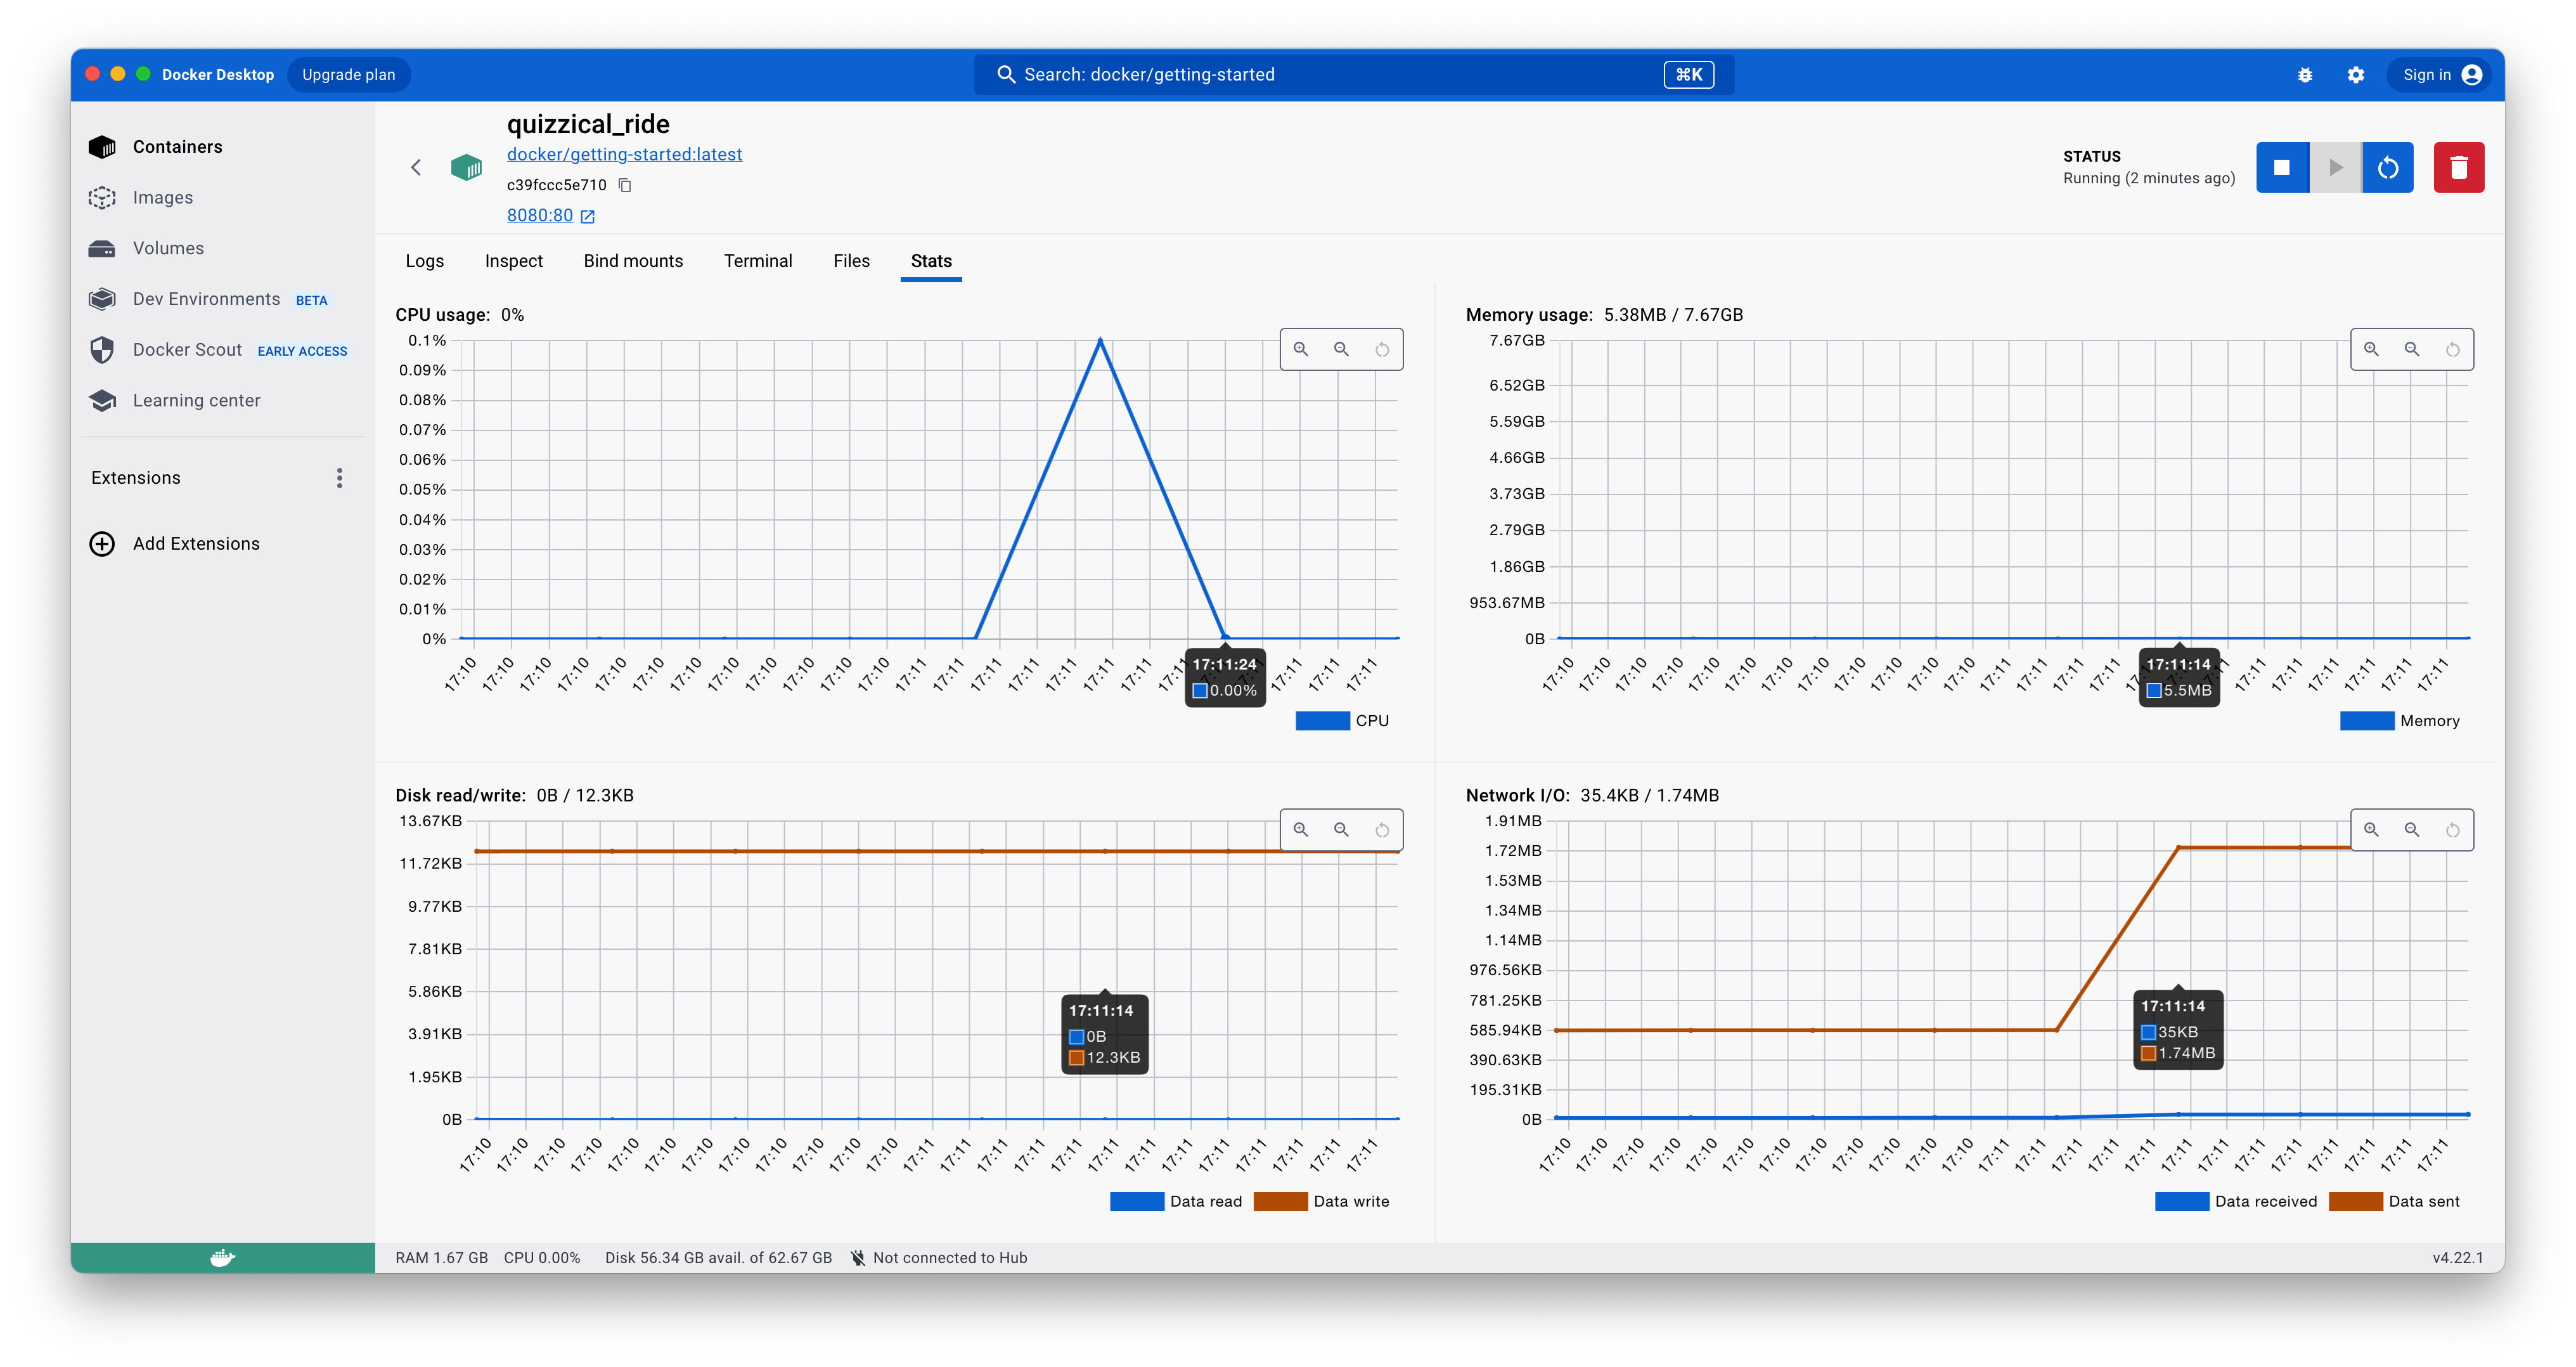 Docker Desktop
Upgrade plan
Search: docker/getting-started
⌘K
Sign in
Containers
Images
Volumes
Dev Environments BETA
Docker Scout EARLY ACCESS
Learning center
Extensions
Add Extensions
quizzical_ride
docker/getting-started:latest
c39fccc5e710
8080:80
STATUS
Running (2 minutes ago)
Logs Inspect Bind mounts Terminal Files Stats
CPU usage: 0%
0.1%
0.09%
0.08%
0.07%
0.06%
0.05%
0.04%
0.03%
0.02%
0.01%
0%
17:10 17:10 17:10 17:10 17:10 17:10 17:10 17:10 17:10 17:10 17:10 17:11 17:11 17:11 17:11 17:11 17:11 17:11 17:11 17:11 17:11 17:11 17:11
17:11:24
0.00%
CPU
Memory usage: 5.38MB / 7.67GB
7.67GB
6.52GB
5.59GB
4.66GB
3.73GB
2.79GB
1.86GB
953.67MB
0B
17:10 17:10 17:10 17:10 17:10 17:10 17:10 17:10 17:10 17:10 17:10 17:10 17:11 17:11 17:11 17:11 17:11 17:11 17:11 17:11 17:11 17:11
17:11:14
5.5MB
Memory
Disk read/write: 0B / 12.3KB
13.67KB
11.72KB
9.77KB
7.81KB
5.86KB
3.91KB
1.95KB
0B
17:10 17:10 17:10 17:10 17:10 17:10 17:10 17:10 17:10 17:10 17:10 17:10 17:11 17:11 17:11 17:11 17:11 17:11 17:11 17:11 17:11 17:11 17:11 17:11 17:11
17:11:14
0B
12.3KB
Data read Data write
Network I/O: 35.4KB / 1.74MB
1.91MB
1.72MB
1.53MB
1.34MB
1.14MB
976.56KB
781.25KB
585.94KB
390.63KB
195.31KB
0B
17:10 17:10 17:10 17:10 17:10 17:10 17:10 17:10 17:10 17:10 17:10 17:10 17:11 17:11 17:11 17:11 17:11 17:11 17:11 17:11 17:11 17:11 17:11 17:11 17:11
17:11:14
35KB
1.74MB
Data received Data sent
RAM 1.67 GB CPU 0.00% Disk 56.34 GB avail. of 62.67 GB Not connected to Hub
v4.22.1